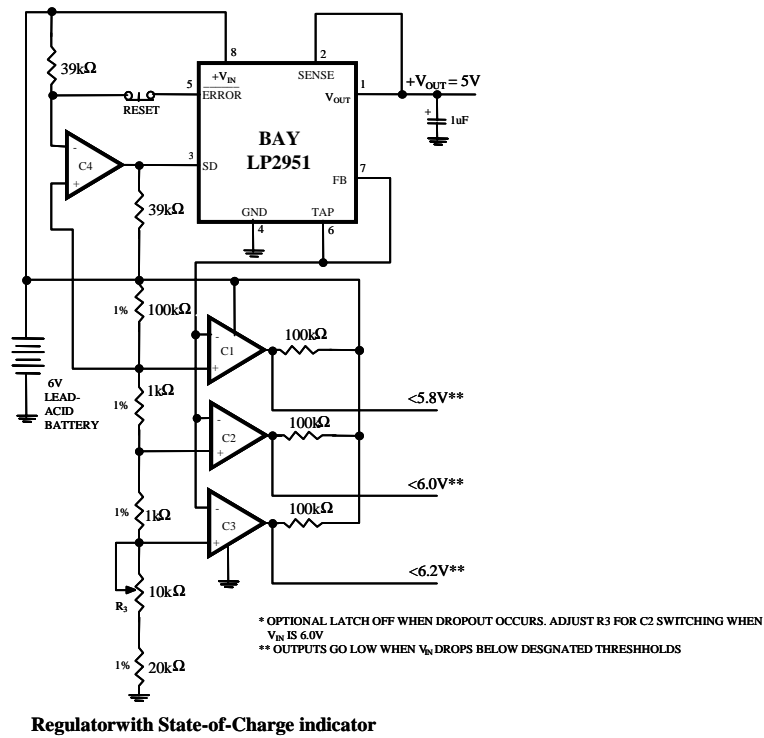 8
2
39kΩ
+VIN
SENSE
5
ERROR
1
+VOUT = 5V
VOUT
RESET
+
1uF
BAY
LP2951
-
C4
+
3
SD
7
FB
39kΩ
GND
TAP
4
6
1%
100kΩ
-
C1
+
100kΩ
6V
LEAD-
ACID
BATTERY
1%
1kΩ
<5.8V**
-
C2
+
100kΩ
<6.0V**
1%
1kΩ
-
C3
+
100kΩ
<6.2V**
R3
10kΩ
1%
20kΩ
* OPTIONAL LATCH OFF WHEN DROPOUT OCCURS. ADJUST R3 FOR C2 SWITCHING WHEN
VIN IS 6.0V
** OUTPUTS GO LOW WHEN VIN DROPS BELOW DESGNATED THRESHHOLDS
Regulatorwith State-of-Charge indicator